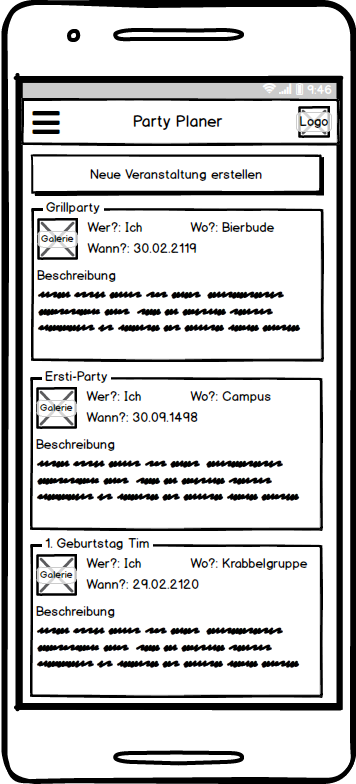 9:46
Party Planer
Logo
Neue Veranstaltung erstellen
Grillparty
Galerie
Wer?: Ich
Wo?: Bierbude
Wann?: 30.02.2119
Beschreibung
Ersti-Party
Galerie
Wer?: Ich
Wo?: Campus
Wann?: 30.09.1498
Beschreibung
1. Geburtstag Tim
Galerie
Wer?: Ich
Wo?: Krabbelgruppe
Wann?: 29.02.2120
Beschreibung